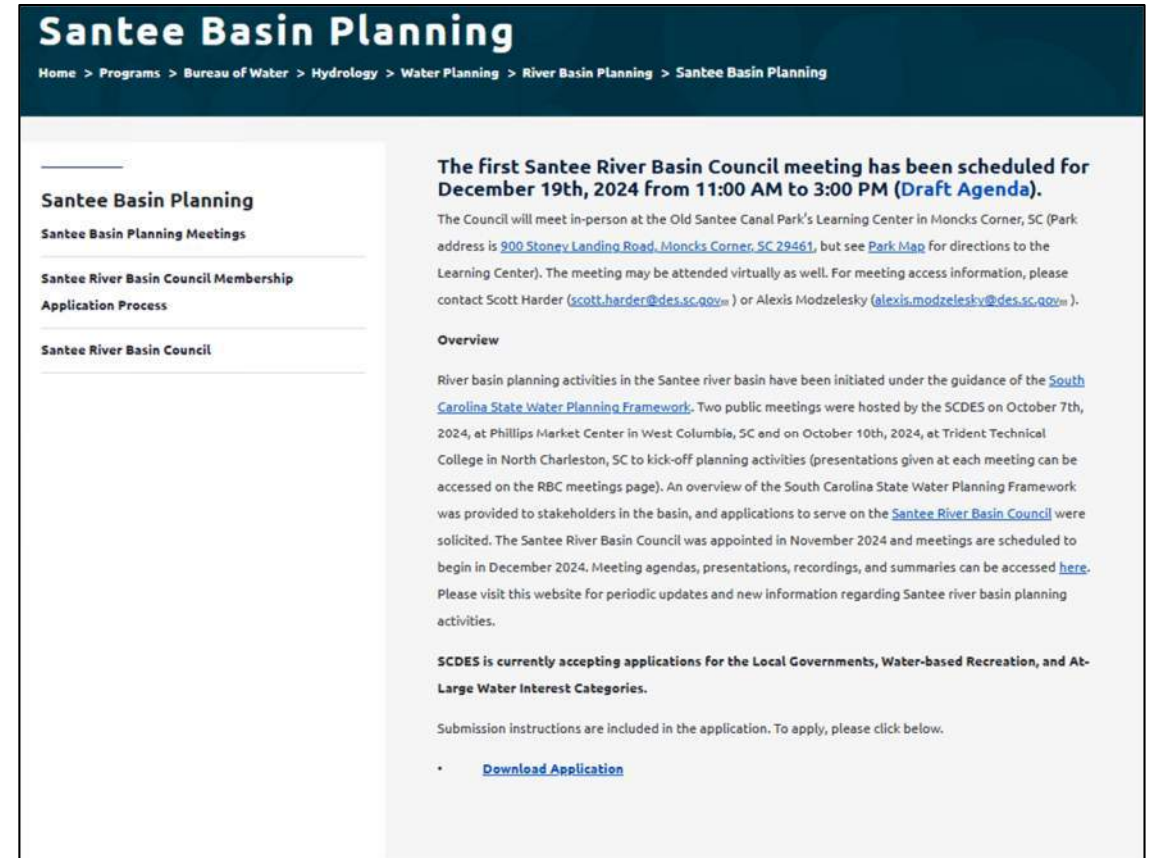 Santee Basin Planning
Home > Programs > Bureau of Water > Hydrology > Water Planning > River Basin Planning > Santee Basin Planning
Santee Basin Planning
Santee Basin Planning Meetings
Santee River Basin Council Membership
Application Process
Santee River Basin Council
The first Santee River Basin Council meeting has been scheduled for
December 19th, 2024 from 11:00 AM to 3:00 PM (Draft Agenda).
The Council will meet in-person at the Old Santee Canal Park's Learning Center in Moncks Corner, SC (Park
address is 900 Stoney Landing Road, Moncks Corner, SC 29461, but see Park Map for directions to the
Learning Center). The meeting may be attended virtually as well. For meeting access information, please
contact Scott Harder (scott.harder@des.sc.gov ) or Alexis Modzelesky (alexis.modzelesky@des.sc.gov ).
Overview
River basin planning activities in the Santee river basin have been initiated under the guidance of the South
Carolina State Water Planning Framework. Two public meetings were hosted by the SCDES on October 7th,
2024, at Phillips Market Center in West Columbia, SC and on October 10th, 2024, at Trident Technical
College in North Charleston, SC to kick-off planning activities (presentations given at each meeting can be
accessed on the RBC meetings page). An overview of the South Carolina State Water Planning Framework
was provided to stakeholders in the basin, and applications to serve on the Santee River Basin Council were
solicited. The Santee River Basin Council was appointed in November 2024 and meetings are scheduled to
begin in December 2024. Meeting agendas, presentations, recordings, and summaries can be accessed here.
Please visit this website for periodic updates and new information regarding Santee river basin planning
activities.
SCDES is currently accepting applications for the Local Governments, Water-based Recreation, and At-
Large Water Interest Categories.
Submission instructions are included in the application. To apply, please click below.
• Download Application